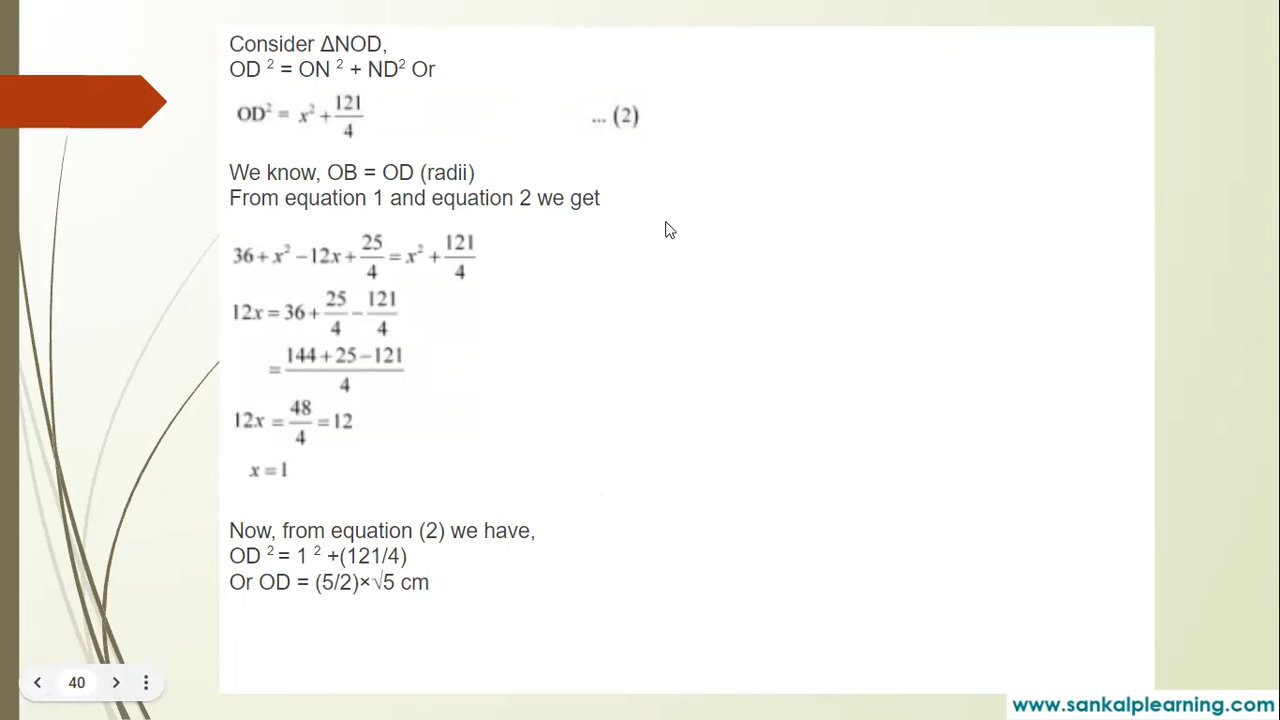 Consider ΔNOD,
OD ² = ON ² + ND² Or
OD² = x² + 121/4 ... (2)
We know, OB = OD (radii)
From equation 1 and equation 2 we get
36 + x² − 12x + 25/4 = x² + 121/4
12x = 36 + 25/4 − 121/4
= (144 + 25 − 121)/4
12x = 48/4 = 12
x = 1
Now, from equation (2) we have,
OD ² = 1 ² +(121/4)
Or OD = (5/2)×√5 cm
40
www.sankalplearning.com